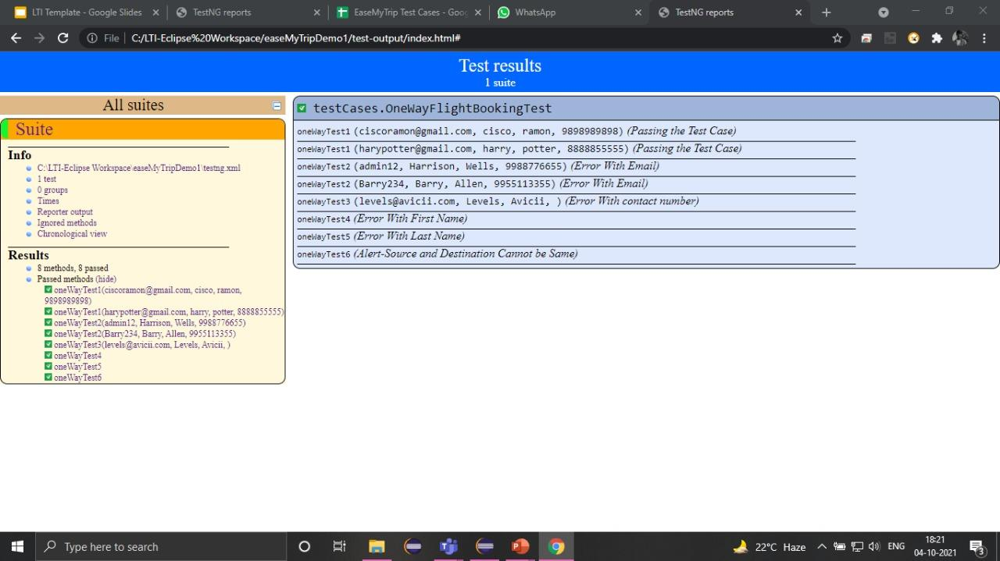 LTI Template - Google Slides
TestNG reports
EaseMyTrip Test Cases - Goog
WhatsApp
TestNG reports
File
C:/LTI-Eclipse%20Workspace/easeMyTripDemo1/test-output/index.html#
Test results
1 suite
All suites
Suite
Info
C:\LTI-Eclipse Workspace\easeMyTripDemo1\testng.xml
1 test
0 groups
Times
Reporter output
Ignored methods
Chronological view
Results
8 methods, 8 passed
Passed methods (hide)
oneWayTest1(ciscoramon@gmail.com, cisco, ramon,
9898989898)
oneWayTest1(harypotter@gmail.com, harry, potter, 8888855555)
oneWayTest2(admin12, Harrison, Wells, 9988776655)
oneWayTest2(Barry234, Barry, Allen, 9955113355)
oneWayTest3(levels@avicii.com, Levels, Avicii, )
oneWayTest4
oneWayTest5
oneWayTest6
testCases.OneWayFlightBookingTest
oneWayTest1 (ciscoramon@gmail.com, cisco, ramon, 9898989898) (Passing the Test Case)
oneWayTest1 (harypotter@gmail.com, harry, potter, 8888855555) (Passing the Test Case)
oneWayTest2 (admin12, Harrison, Wells, 9988776655) (Error With Email)
oneWayTest2 (Barry234, Barry, Allen, 9955113355) (Error With Email)
oneWayTest3 (levels@avicii.com, Levels, Avicii, ) (Error With contact number)
oneWayTest4 (Error With First Name)
oneWayTest5 (Error With Last Name)
oneWayTest6 (Alert-Source and Destination Cannot be Same)
Type here to search
22°C Haze
ENG
18:21
04-10-2021
3